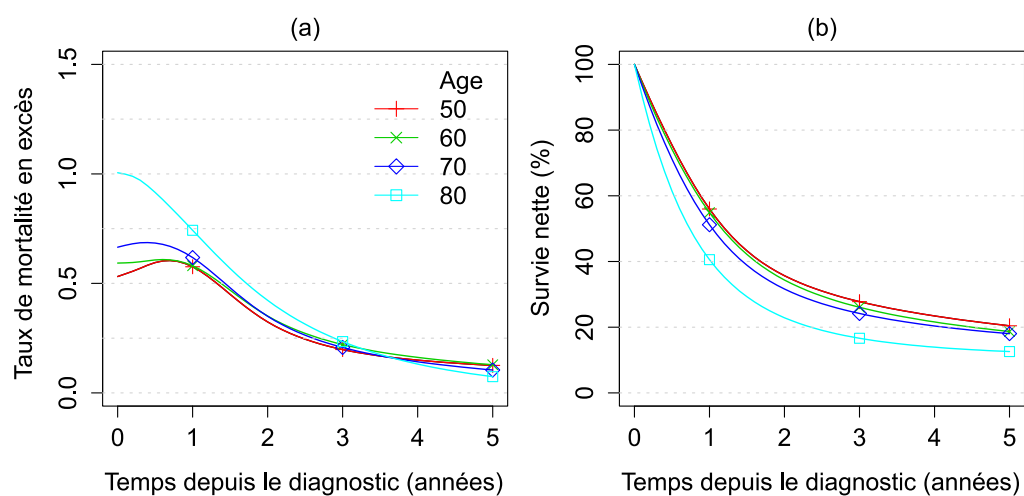 (a)
Taux de mortalité en excès
1.5
1.0
0.5
0.0
Age
50
60
70
80
0 1 2 3 4 5
Temps depuis le diagnostic (années)
(b)
Survie nette (%)
100
80
60
40
20
0
0 1 2 3 4 5
Temps depuis le diagnostic (années)